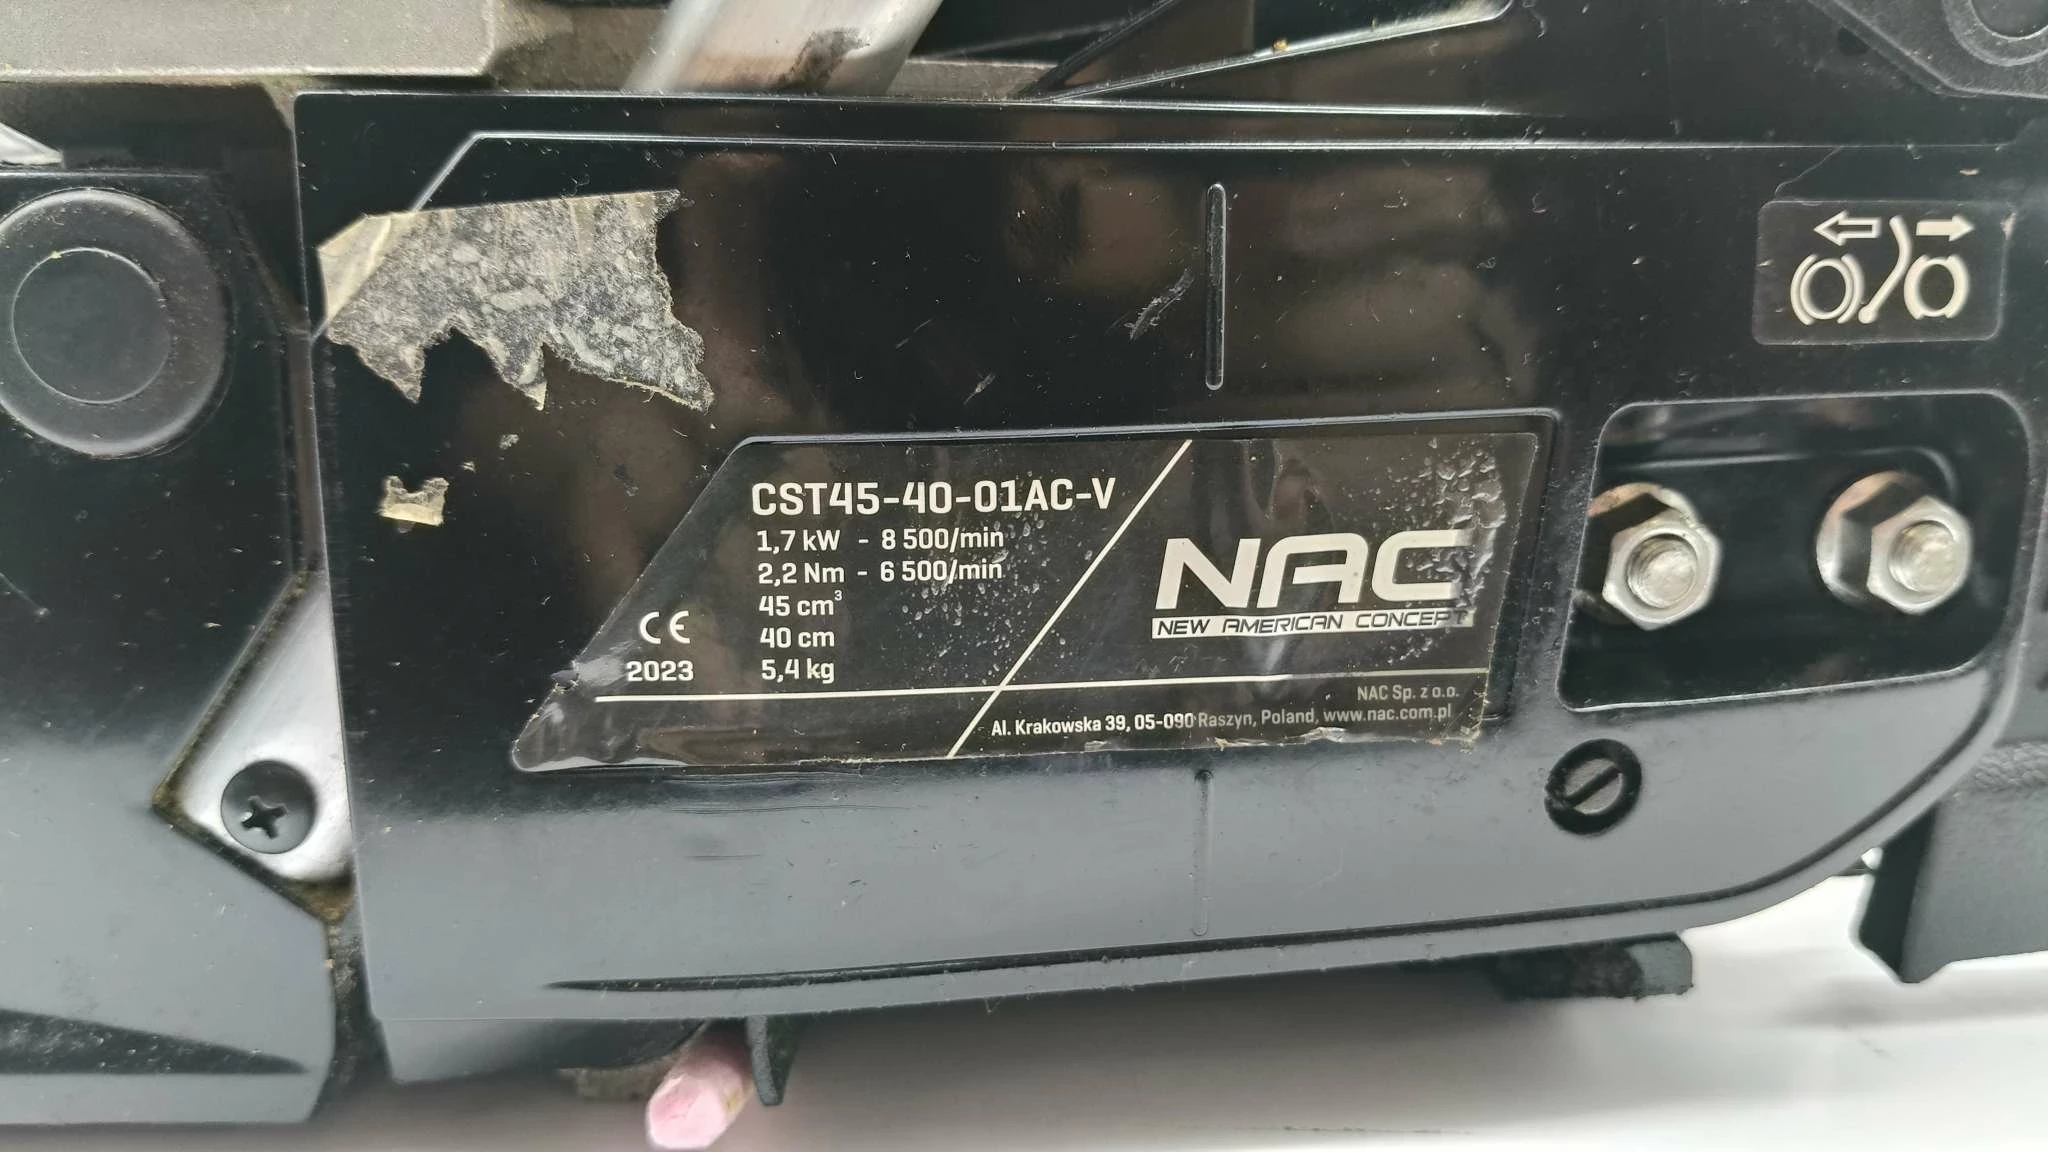 CST45-40-01AC-V
1,7 kW - 8 500/min
2,2 Nm - 6 500/min
45 cm³
40 cm
5,4 kg
CE
2023
NAC
NEW AMERICAN CONCEPT
NAC Sp. z o.o.
Al. Krakowska 39, 05-090 Raszyn, Poland, www.nac.com.pl